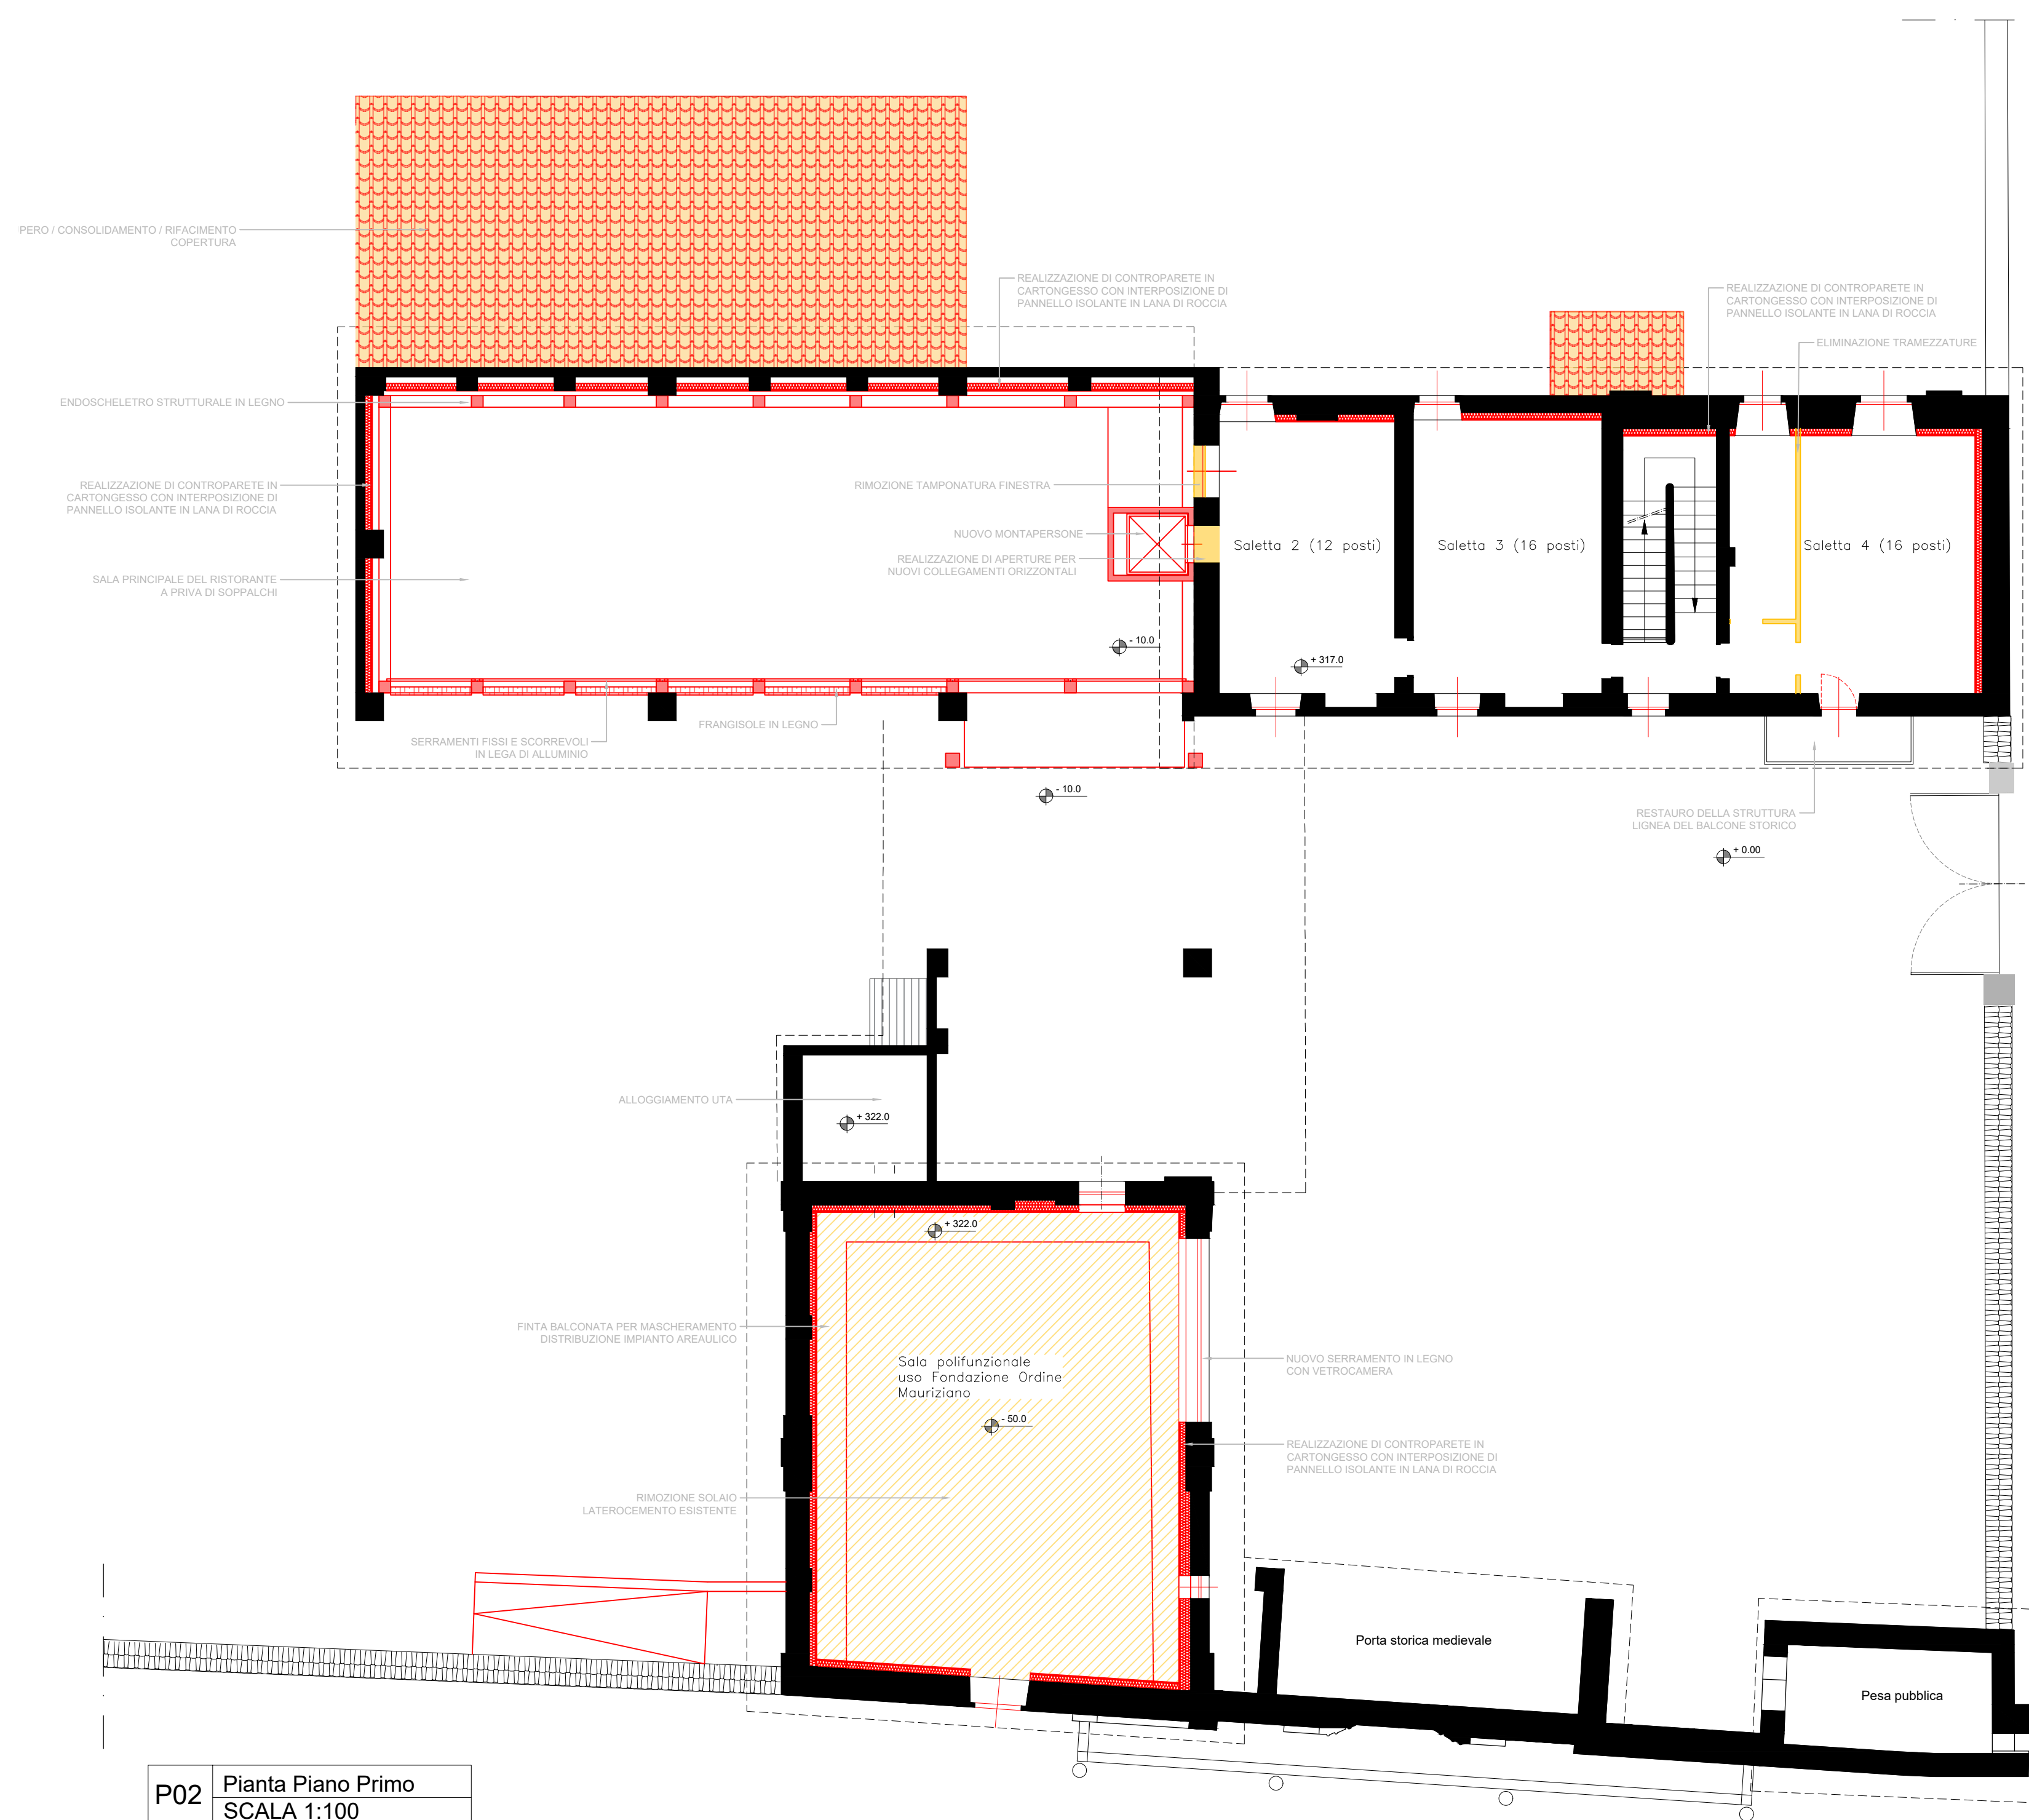 PERO / CONSOLIDAMENTO / RIFACIMENTO
COPERTURA
REALIZZAZIONE DI CONTROPARETE IN
CARTONGESSO CON INTERPOSIZIONE DI
PANNELLO ISOLANTE IN LANA DI ROCCIA
REALIZZAZIONE DI CONTROPARETE IN
CARTONGESSO CON INTERPOSIZIONE DI
PANNELLO ISOLANTE IN LANA DI ROCCIA
ELIMINAZIONE TRAMEZZATURE
ENDOSCHELETRO STRUTTURALE IN LEGNO
REALIZZAZIONE DI CONTROPARETE IN
CARTONGESSO CON INTERPOSIZIONE DI
PANNELLO ISOLANTE IN LANA DI ROCCIA
RIMOZIONE TAMPONATURA FINESTRA
NUOVO MONTAPERSONE
REALIZZAZIONE DI APERTURE PER
NUOVI COLLEGAMENTI ORIZZONTALI
Saletta 2 (12 posti)
Saletta 3 (16 posti)
Saletta 4 (16 posti)
SALA PRINCIPALE DEL RISTORANTE
A PRIVA DI SOPPALCHI
- 10.0
+ 317.0
FRANGISOLE IN LEGNO
SERRAMENTI FISSI E SCORREVOLI
IN LEGA DI ALLUMINIO
- 10.0
RESTAURO DELLA STRUTTURA
LIGNEA DEL BALCONE STORICO
+ 0.00
ALLOGGIAMENTO UTA
+ 322.0
+ 322.0
FINTA BALCONATA PER MASCHERAMENTO
DISTRIBUZIONE IMPIANTO AREAULICO
Sala polifunzionale
uso Fondazione Ordine
Mauriziano
NUOVO SERRAMENTO IN LEGNO
CON VETROCAMERA
- 50.0
REALIZZAZIONE DI CONTROPARETE IN
CARTONGESSO CON INTERPOSIZIONE DI
PANNELLO ISOLANTE IN LANA DI ROCCIA
RIMOZIONE SOLAIO
LATEROCEMENTO ESISTENTE
Porta storica medievale
Pesa pubblica
P02
Pianta Piano Primo
SCALA 1:100